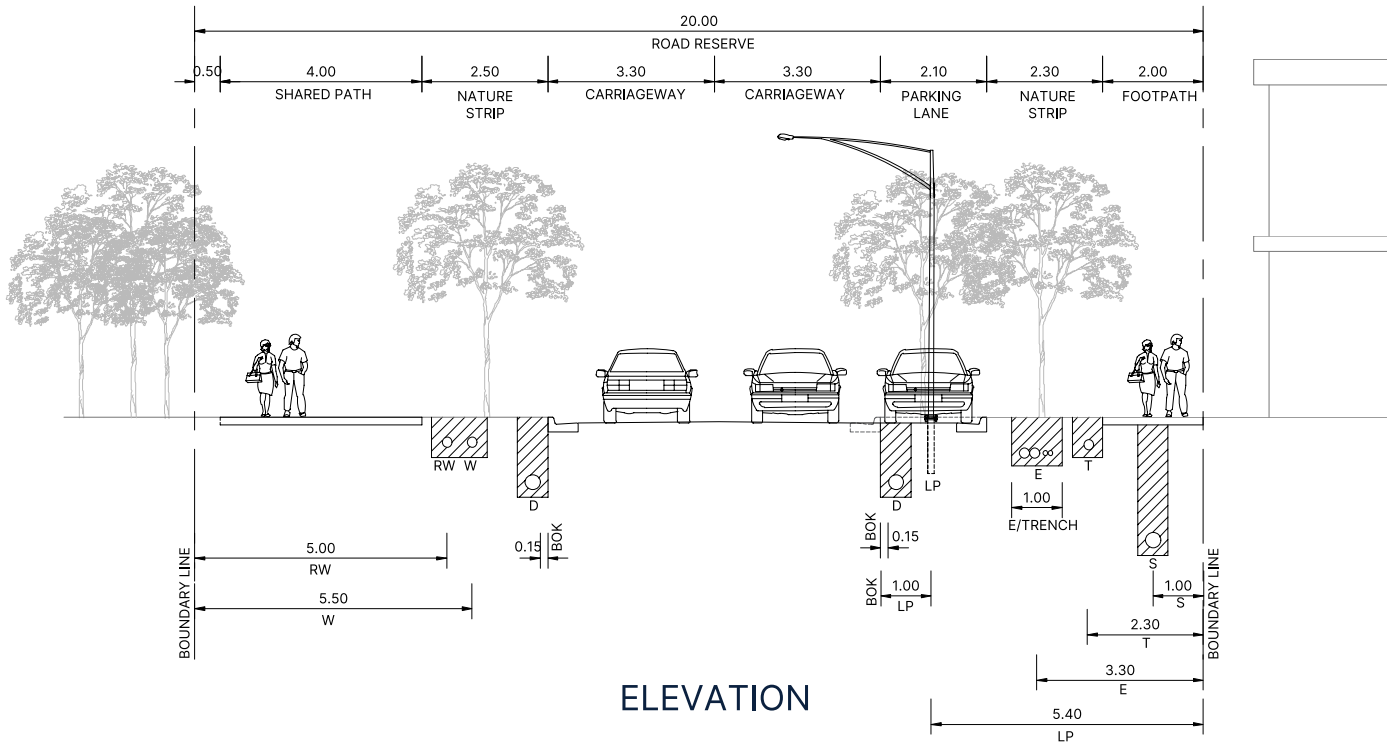 20.00
ROAD RESERVE
0.50
4.00
2.50
3.30
3.30
2.10
2.30
2.00
SHARED PATH
NATURE
STRIP
CARRIAGEWAY
CARRIAGEWAY
PARKING
LANE
NATURE
STRIP
FOOTPATH
RW W
D
D
LP
E
T
1.00
E/TRENCH
S
BOUNDARY LINE
5.00
RW
0.15
BOK
BOK
0.15
5.50
W
BOK
1.00
LP
1.00
S
BOUNDARY LINE
2.30
T
3.30
E
5.40
LP
ELEVATION